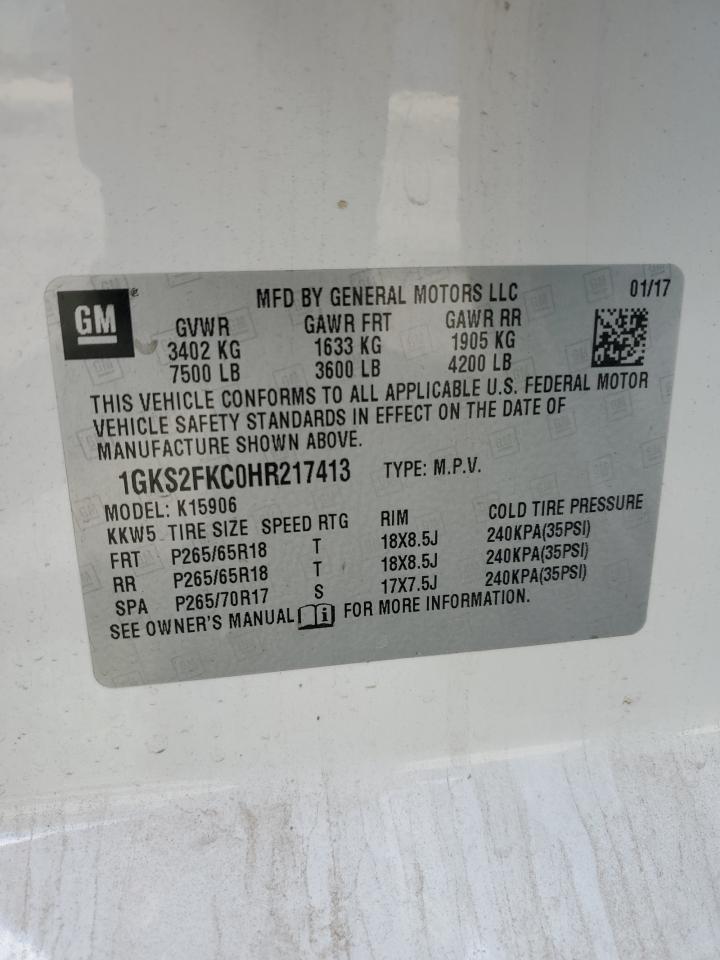 GM ® MFD BY GENERAL MOTORS LLC 01/17
GVWR GAWR FRT GAWR RR
3402 KG 1633 KG 1905 KG
7500 LB 3600 LB 4200 LB
THIS VEHICLE CONFORMS TO ALL APPLICABLE U.S. FEDERAL MOTOR
VEHICLE SAFETY STANDARDS IN EFFECT ON THE DATE OF
MANUFACTURE SHOWN ABOVE.
1GKS2FKC0HR217413 TYPE: M.P.V.
MODEL: K15906
KKW5 TIRE SIZE SPEED RTG RIM COLD TIRE PRESSURE
FRT P265/65R18 T 18X8.5J 240KPA(35PSI)
RR P265/65R18 T 18X8.5J 240KPA(35PSI)
SPA P265/70R17 S 17X7.5J 240KPA(35PSI)
SEE OWNER'S MANUAL i FOR MORE INFORMATION.